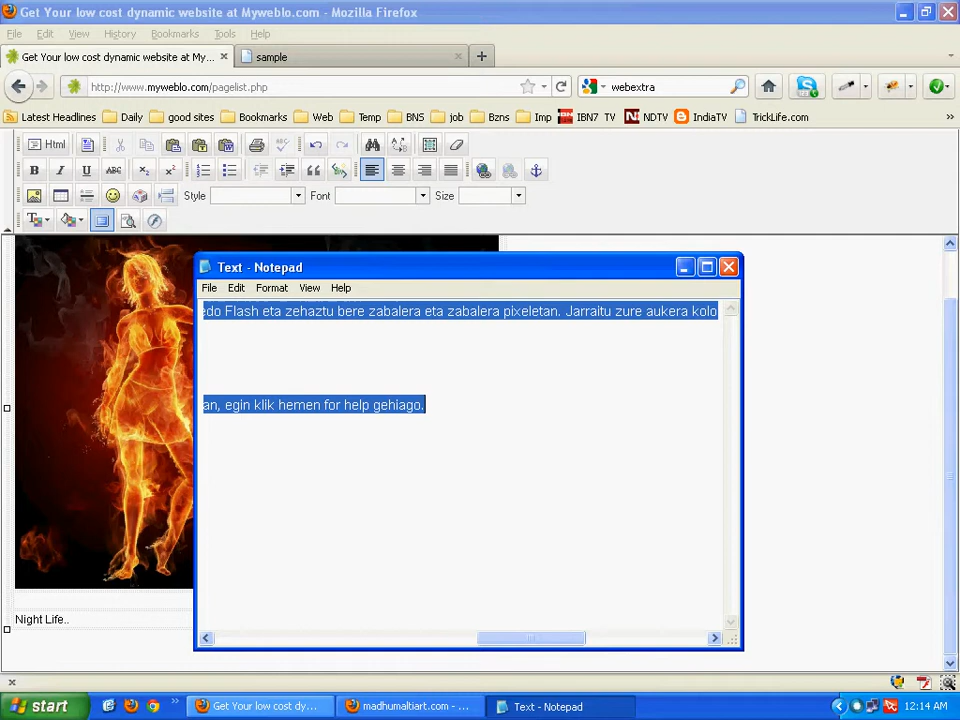 Get Your low cost dynamic website at Myweblo.com - Mozilla Firefox
File Edit View History Bookmarks Tools Help
Get Your low cost dynamic website at My... sample
http://www.myweblo.com/pagelist.php webextra
Latest Headlines Daily good sites Bookmarks Web Temp BNS job Bzns Imp IBN7 TV NDTV IndiaTV TrickLife.com
Html
Style Font Size
Text - Notepad
File Edit Format View Help
edo Flash eta zehaztu bere zabalera eta zabalera pixeletan. Jarraitu zure aukera kolo
an, egin klik hemen for help gehiago.
Night Life..
start Get Your low cost dy... madhumaltiart.com - ... Text - Notepad 12:14 AM